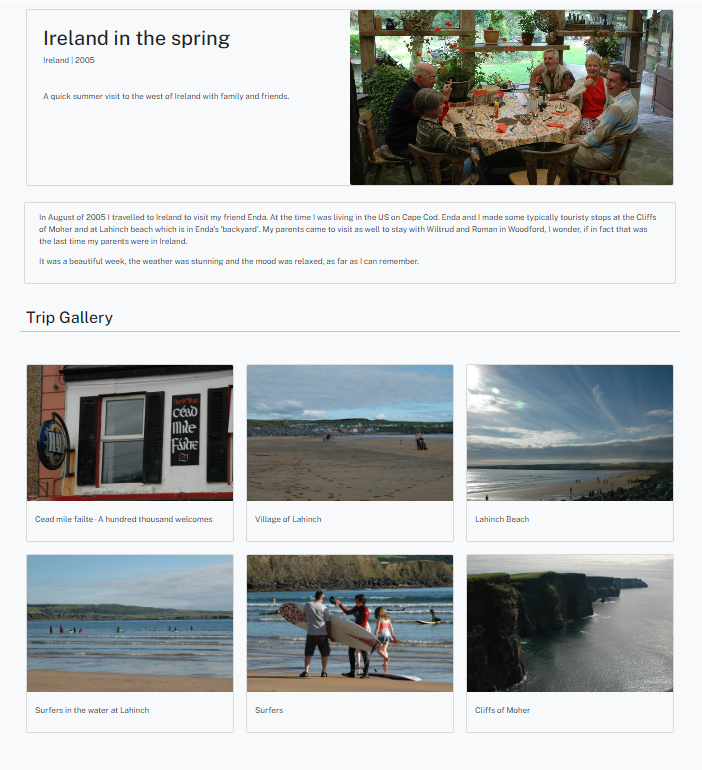 Ireland in the spring
Ireland | 2005
A quick summer visit to the west of Ireland with family and friends.
In August of 2005 I travelled to Ireland to visit my friend Enda. At the time I was living in the US on Cape Cod. Enda and I made some typically touristy stops at the Cliffs
of Moher and at Lahinch beach which is in Enda's 'backyard'. My parents came to visit as well to stay with Wiltrud and Roman in Woodford, I wonder, if in fact that was
the last time my parents were in Ireland.
It was a beautiful week, the weather was stunning and the mood was relaxed, as far as I can remember.
Trip Gallery
céad
míle
fáilte
Cead mile failte - A hundred thousand welcomes
Village of Lahinch
Lahinch Beach
Surfers in the water at Lahinch
Surfers
Cliffs of Moher